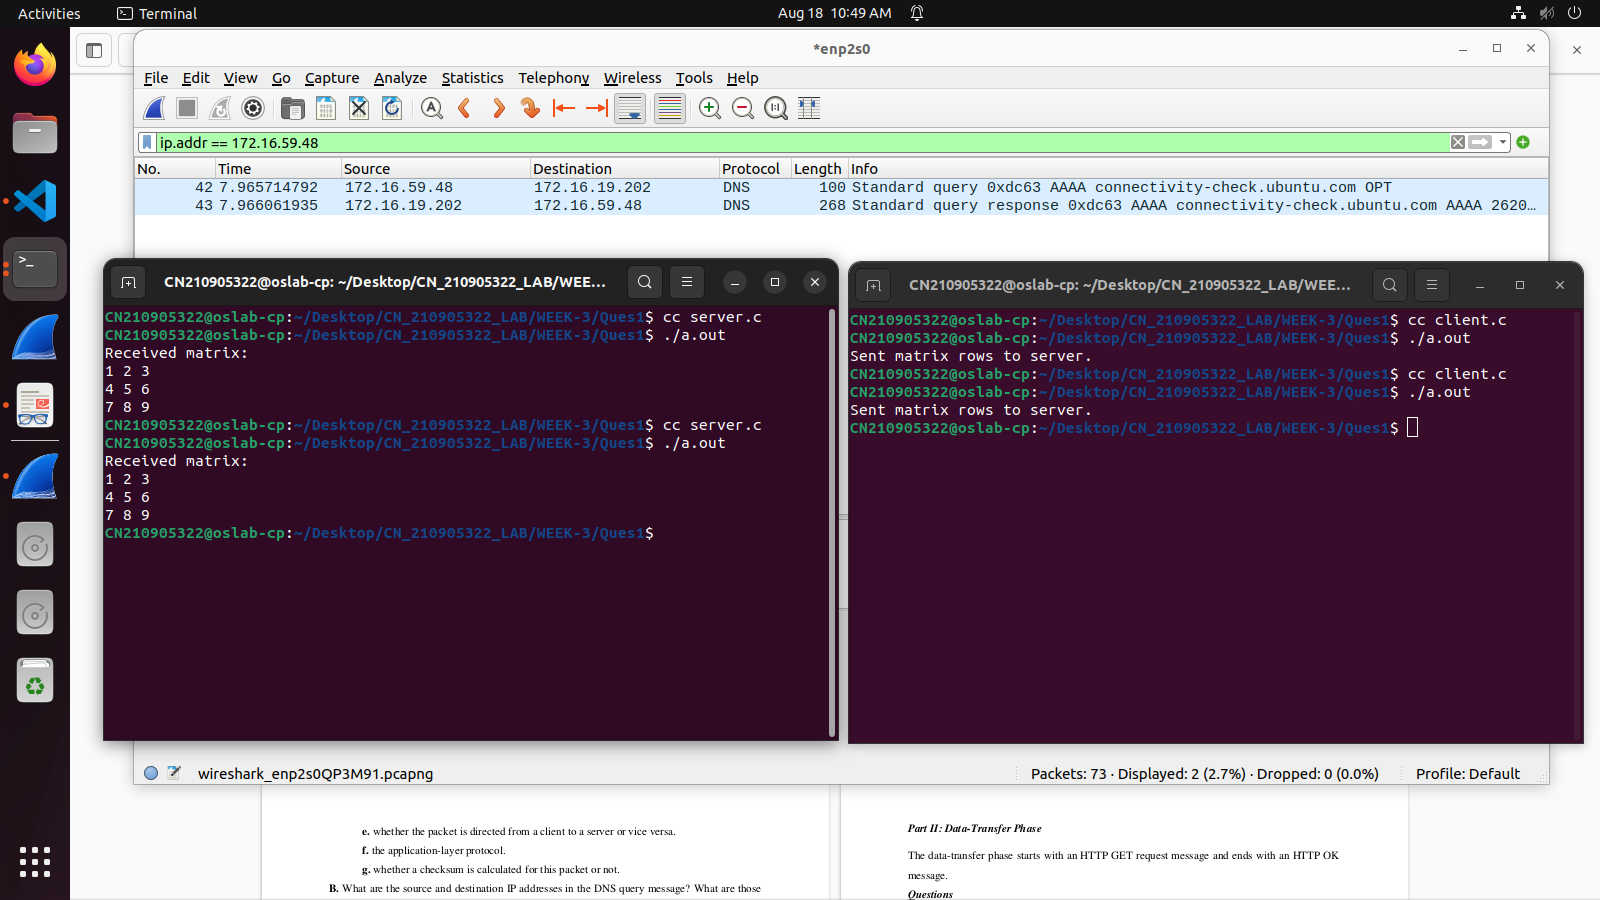 Activities
Terminal
Aug 18 10:49 AM
*enp2s0
File Edit View Go Capture Analyze Statistics Telephony Wireless Tools Help
ip.addr == 172.16.59.48
No. Time Source Destination Protocol Length Info
42 7.965714792 172.16.59.48 172.16.19.202 DNS 100 Standard query 0xdc63 AAAA connectivity-check.ubuntu.com OPT
43 7.966061935 172.16.19.202 172.16.59.48 DNS 268 Standard query response 0xdc63 AAAA connectivity-check.ubuntu.com AAAA 2620…
CN210905322@oslab-cp: ~/Desktop/CN_210905322_LAB/WEE...
CN210905322@oslab-cp:~/Desktop/CN_210905322_LAB/WEEK-3/Ques1$ cc server.c
CN210905322@oslab-cp:~/Desktop/CN_210905322_LAB/WEEK-3/Ques1$ ./a.out
Received matrix:
1 2 3
4 5 6
7 8 9
CN210905322@oslab-cp:~/Desktop/CN_210905322_LAB/WEEK-3/Ques1$ cc server.c
CN210905322@oslab-cp:~/Desktop/CN_210905322_LAB/WEEK-3/Ques1$ ./a.out
Received matrix:
1 2 3
4 5 6
7 8 9
CN210905322@oslab-cp:~/Desktop/CN_210905322_LAB/WEEK-3/Ques1$
CN210905322@oslab-cp: ~/Desktop/CN_210905322_LAB/WEE...
CN210905322@oslab-cp:~/Desktop/CN_210905322_LAB/WEEK-3/Ques1$ cc client.c
CN210905322@oslab-cp:~/Desktop/CN_210905322_LAB/WEEK-3/Ques1$ ./a.out
Sent matrix rows to server.
CN210905322@oslab-cp:~/Desktop/CN_210905322_LAB/WEEK-3/Ques1$ cc client.c
CN210905322@oslab-cp:~/Desktop/CN_210905322_LAB/WEEK-3/Ques1$ ./a.out
Sent matrix rows to server.
CN210905322@oslab-cp:~/Desktop/CN_210905322_LAB/WEEK-3/Ques1$
wireshark_enp2s0QP3M91.pcapng
Packets: 73 · Displayed: 2 (2.7%) · Dropped: 0 (0.0%)
Profile: Default
e. whether the packet is directed from a client to a server or vice versa.
f. the application-layer protocol.
g. whether a checksum is calculated for this packet or not.
B. What are the source and destination IP addresses in the DNS query message? What are those
Part II: Data-Transfer Phase
The data-transfer phase starts with an HTTP GET request message and ends with an HTTP OK
message.
Questions